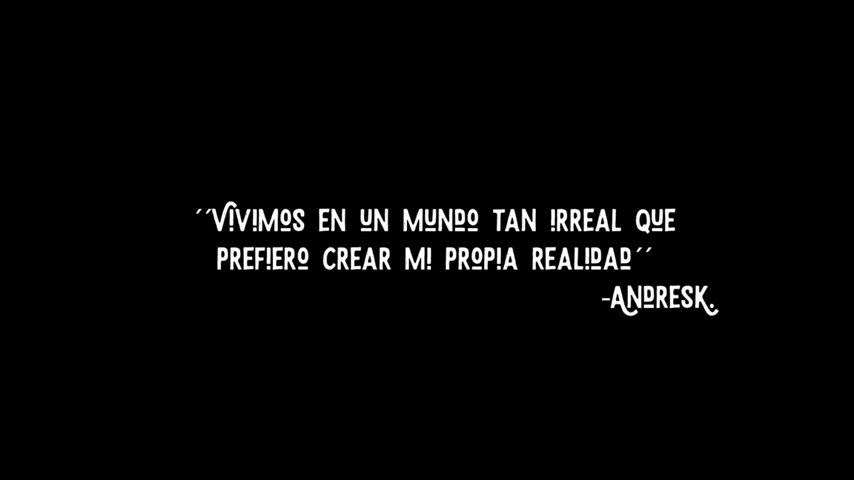 ´´Vivimos en un mundo tan irreal que
prefiero crear mi propia realidad´´
-Andresk.